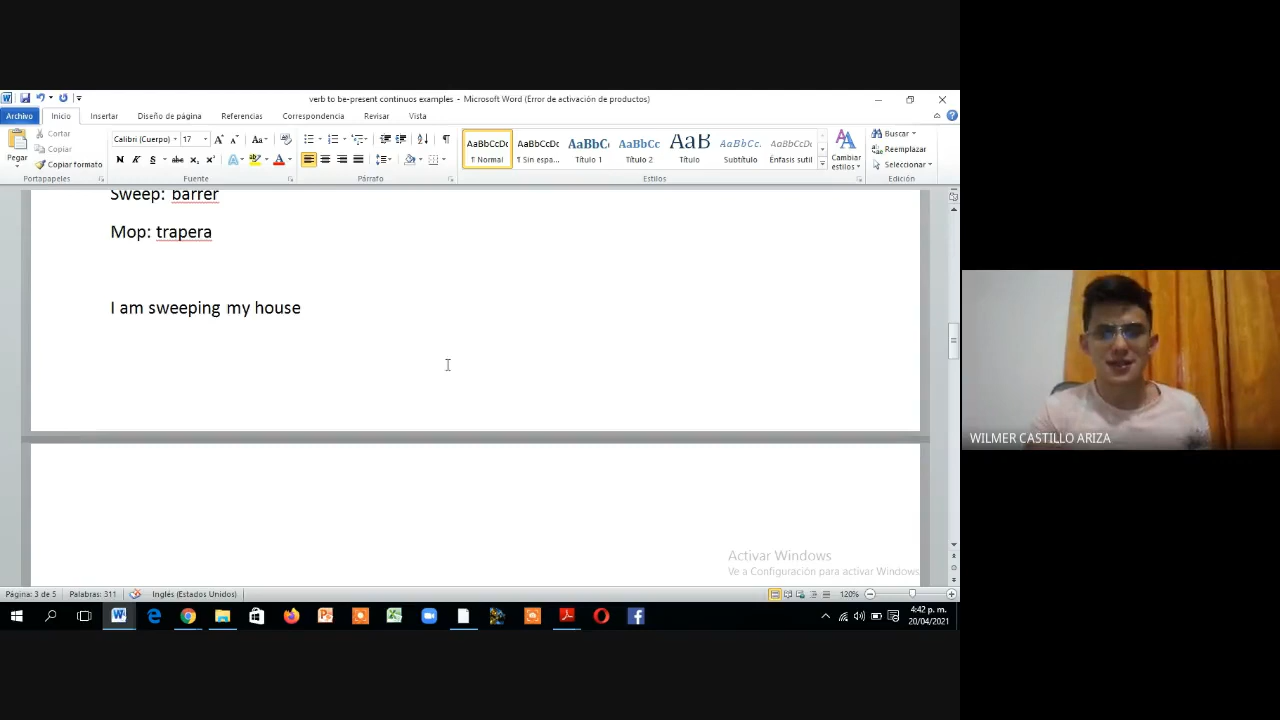 verb to be-present continuos examples - Microsoft Word (Error de activación de productos)
Archivo Inicio Insertar Diseño de página Referencias Correspondencia Revisar Vista
Pegar
Cortar
Copiar
Copiar formato
Portapapeles
Calibri (Cuerpo) 17
N K S abc x₂ x²
Fuente
Párrafo
AaBbCcDc AaBbCcDc AaBbC AaBbCc AaB AaBbCc. AaBbCcDc
¶ Normal ¶ Sin espa... Título 1 Título 2 Título Subtítulo Énfasis sutil
Estilos
Cambiar
estilos
Buscar
Reemplazar
Seleccionar
Edición
Sweep: barrer
Mop: trapera
I am sweeping my house
WILMER CASTILLO ARIZA
Activar Windows
Ve a Configuración para activar Windows.
Página: 3 de 5 Palabras: 311 Inglés (Estados Unidos) 120%
4:42 p. m.
20/04/2021